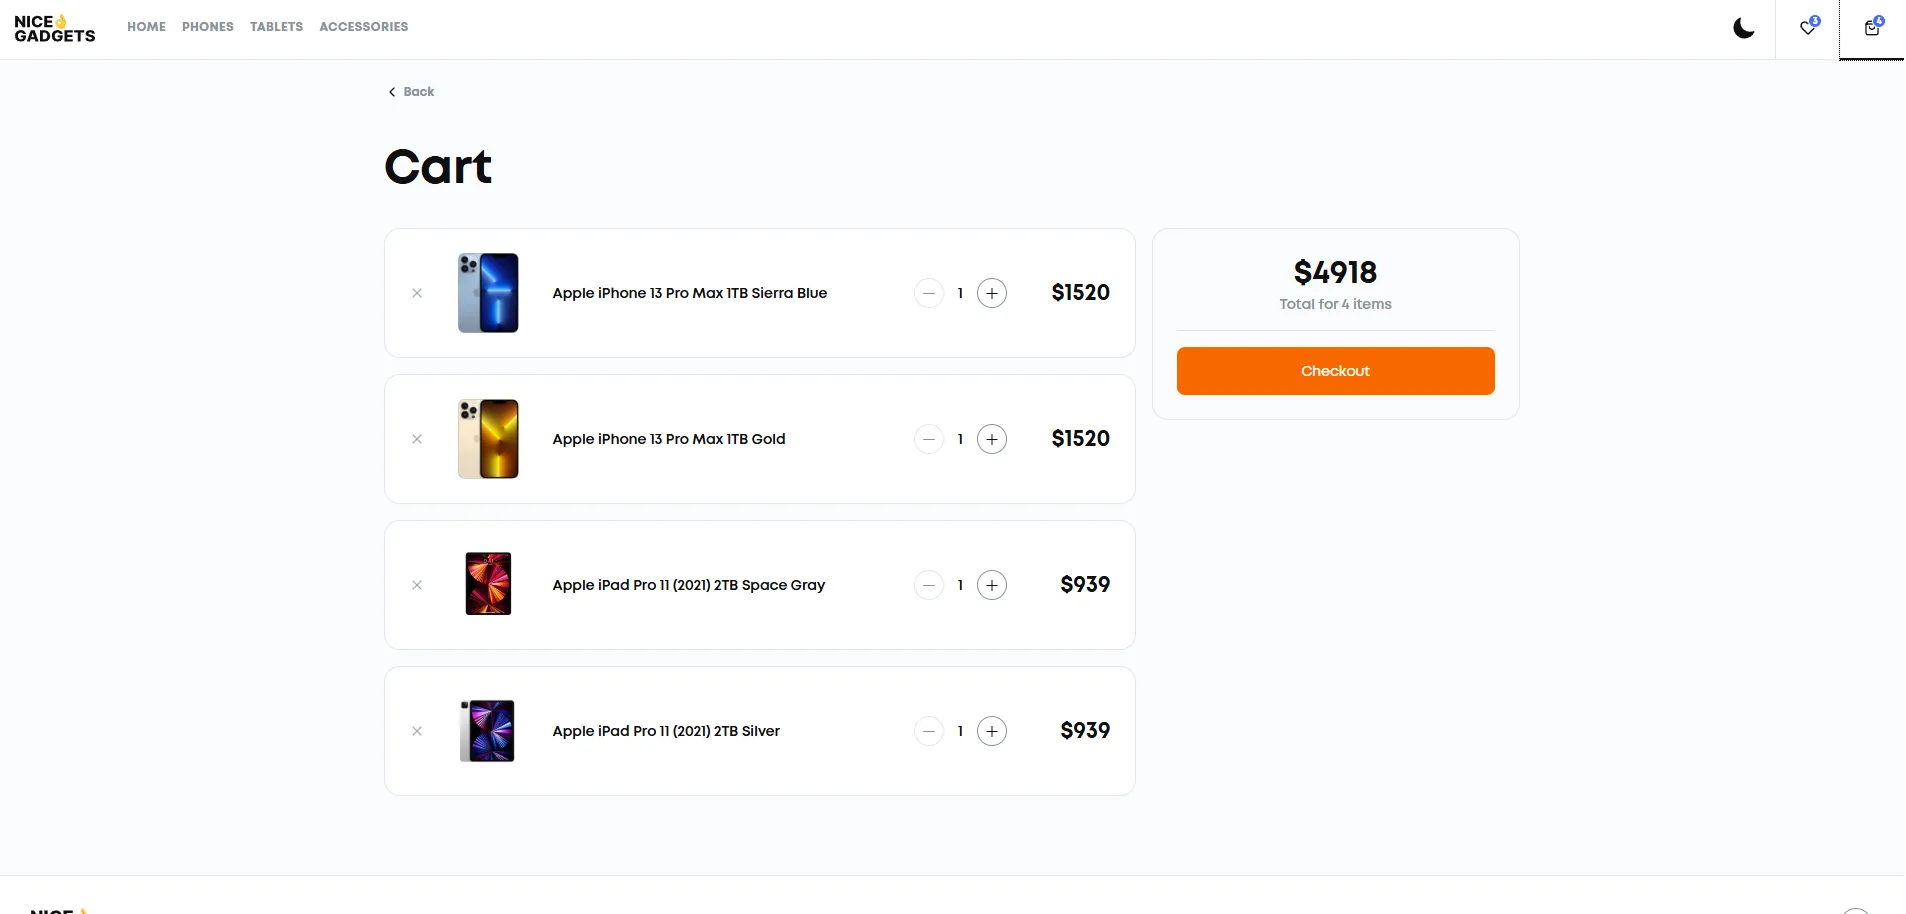 NICE👌
GADGETS
HOME PHONES TABLETS ACCESSORIES
3
4
Back
Cart
Apple iPhone 13 Pro Max 1TB Sierra Blue 1 $1520
Apple iPhone 13 Pro Max 1TB Gold 1 $1520
Apple iPad Pro 11 (2021) 2TB Space Gray 1 $939
Apple iPad Pro 11 (2021) 2TB Silver 1 $939
$4918
Total for 4 items
Checkout
NICE